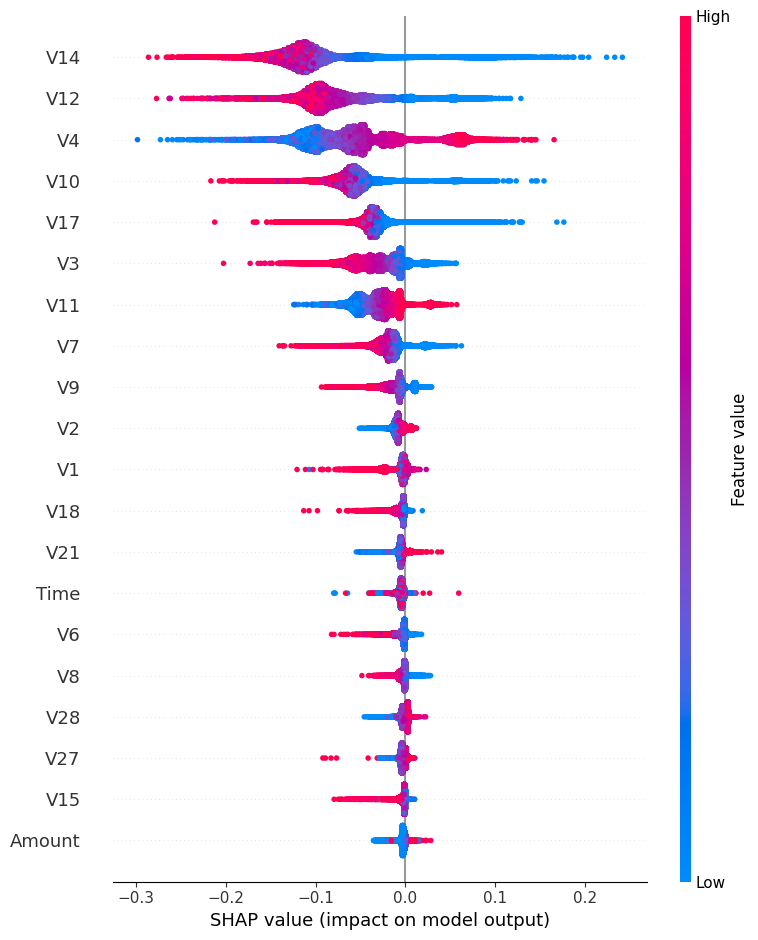 High
V14
V12
V4
V10
V17
V3
V11
V7
V9
V2
V1
V18
V21
Time
V6
V8
V28
V27
V15
Amount
Feature value
Low
−0.3 −0.2 −0.1 0.0 0.1 0.2
SHAP value (impact on model output)